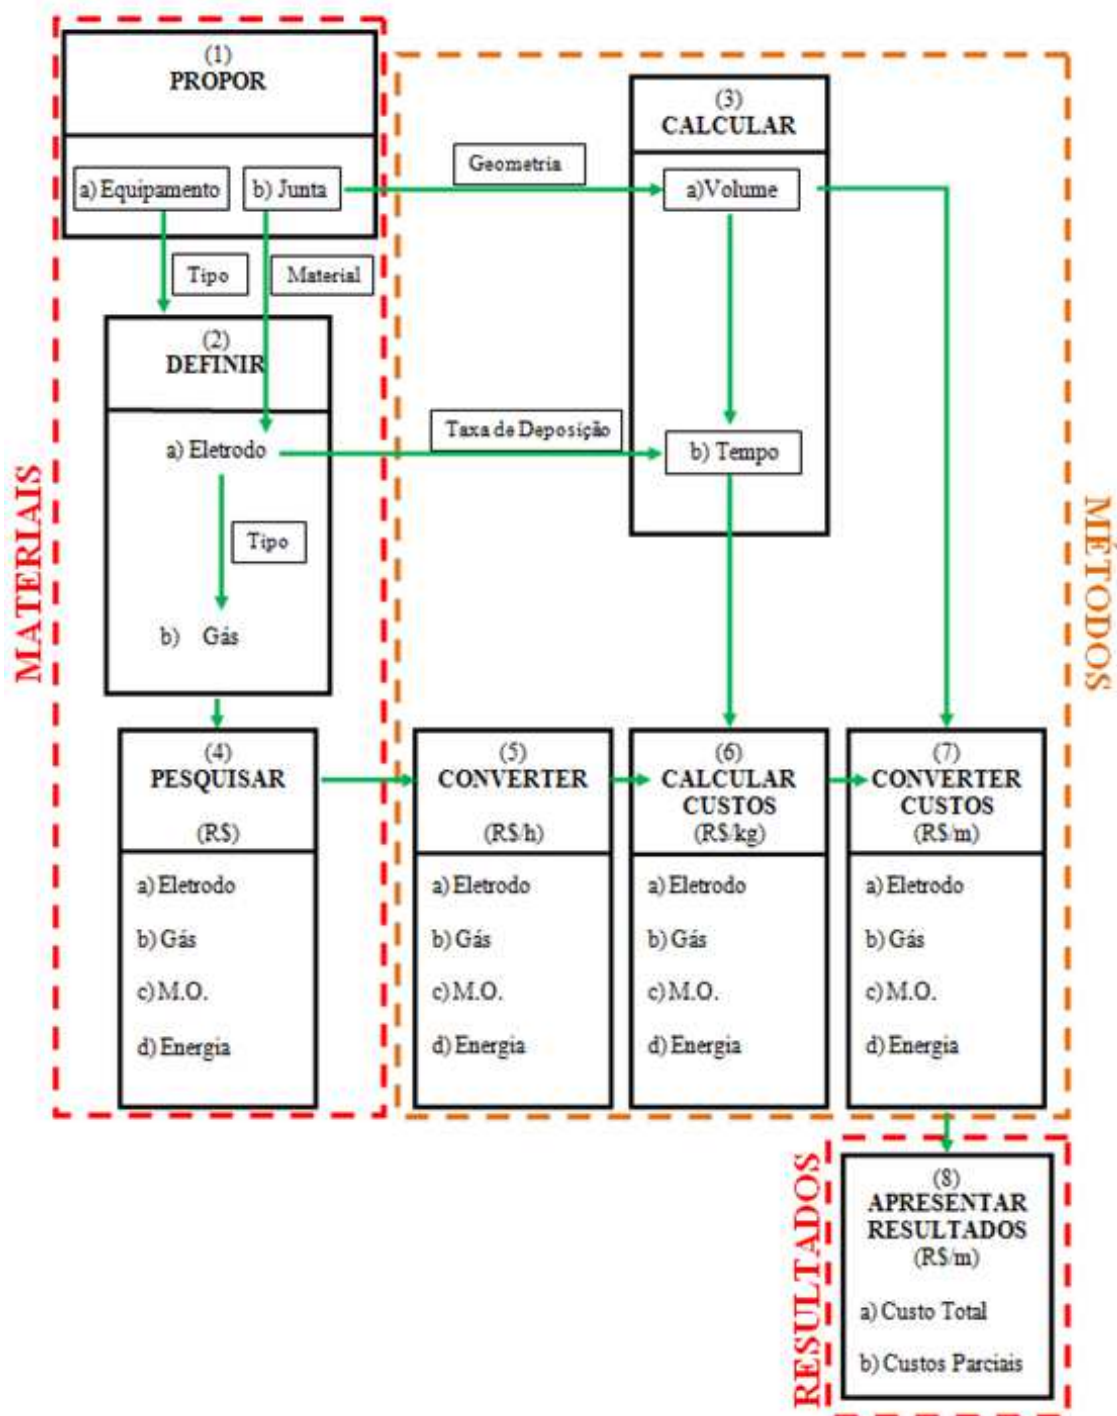 (1)
PROPOR
a) Equipamento
b) Junta
Tipo
Material
Geometria
(2)
DEFINIR
a) Eletrodo
Tipo
b) Gás
Taxa de Deposição
(3)
CALCULAR
a)Volume
b) Tempo
MATERIAIS
MÉTODOS
(4)
PESQUISAR
(R$)
a) Eletrodo
b) Gás
c) M.O.
d) Energia
(5)
CONVERTER
(R$/h)
a) Eletrodo
b) Gás
c) M.O.
d) Energia
(6)
CALCULAR
CUSTOS
(R$/kg)
a) Eletrodo
b) Gás
c) M.O.
d) Energia
(7)
CONVERTER
CUSTOS
(R$/m)
a) Eletrodo
b) Gás
c) M.O.
d) Energia
RESULTADOS
(8)
APRESENTAR
RESULTADOS
(R$/m)
a) Custo Total
b) Custos Parciais